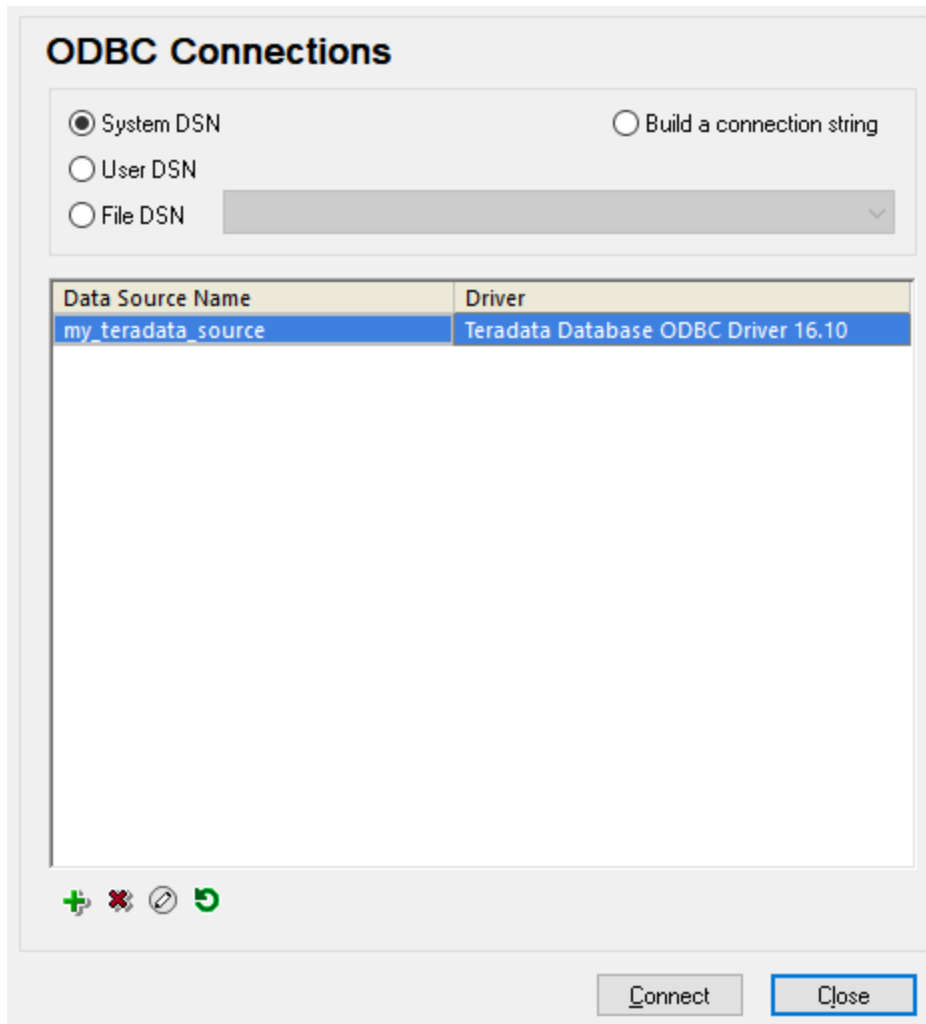 ODBC Connections
System DSN
Build a connection string
User DSN
File DSN
Data Source Name Driver
my_teradata_source Teradata Database ODBC Driver 16.10
Connect Close